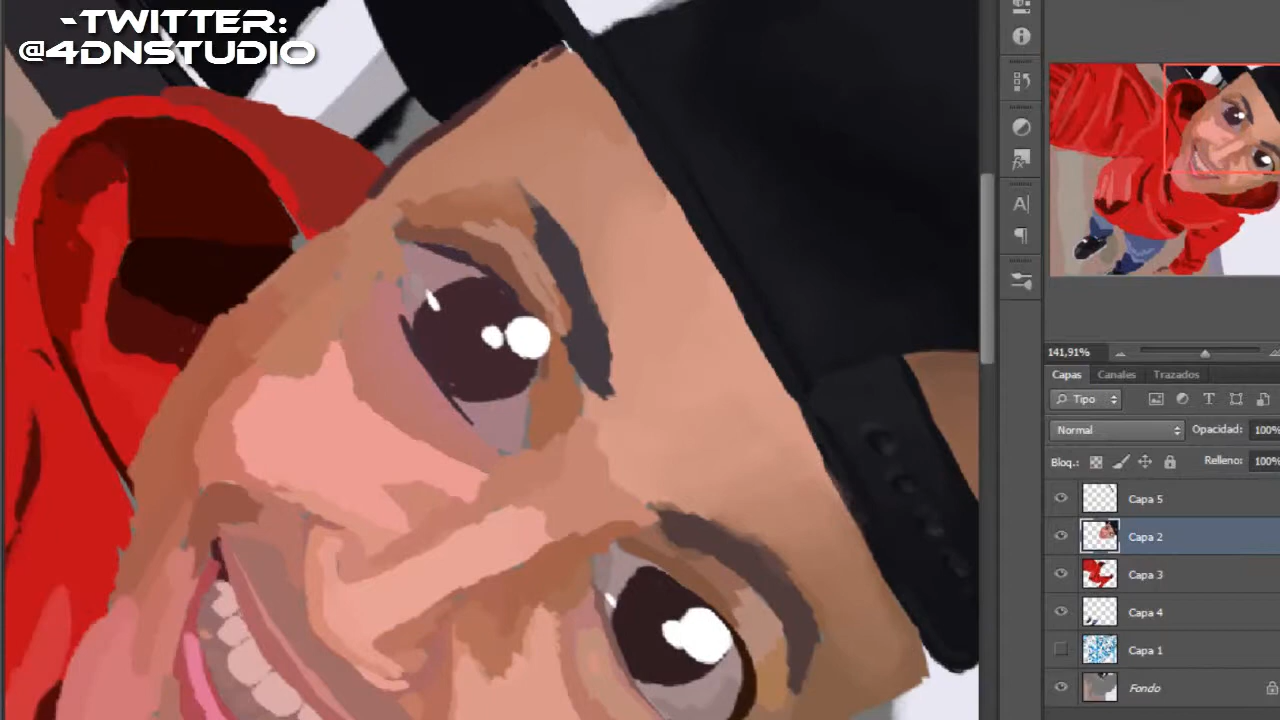 -TWITTER:
@4DNSTUDIO
A|
141,91%
Capas Canales Trazados
Tipo
T
Normal Opacidad: 100%
Bloq.: Relleno: 100%
Capa 5
Capa 2
Capa 3
Capa 4
Capa 1
Fondo